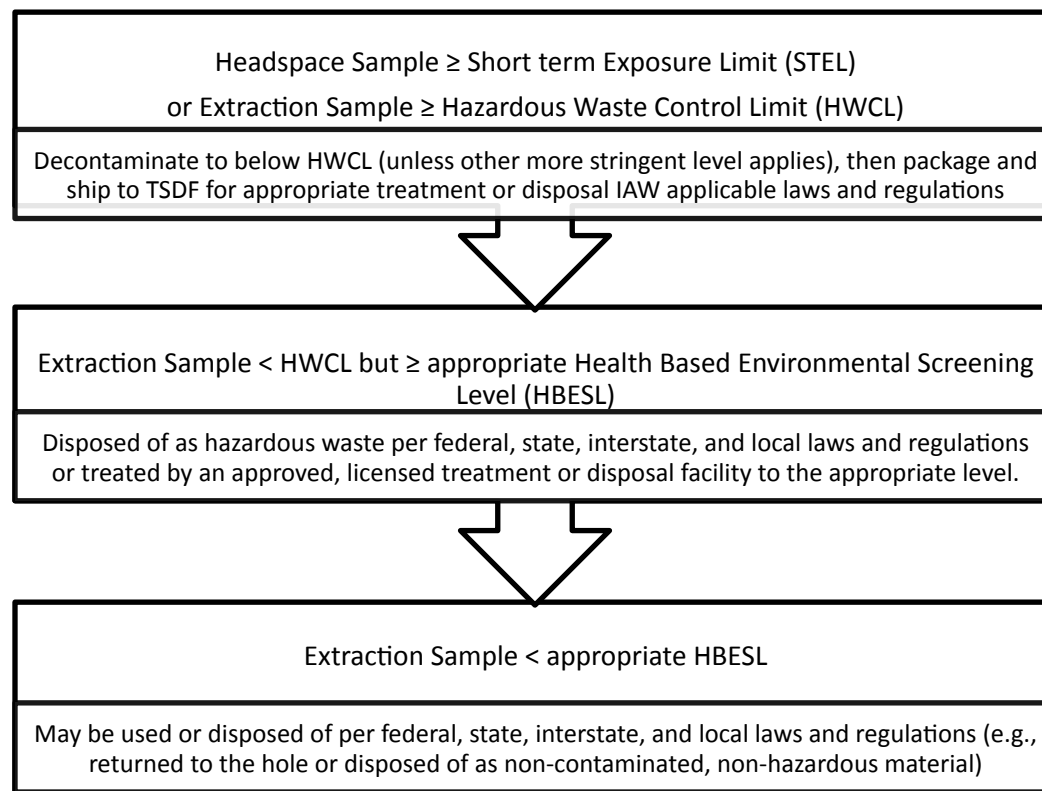 Headspace Sample ≥ Short term Exposure Limit (STEL)
or Extraction Sample ≥ Hazardous Waste Control Limit (HWCL)
Decontaminate to below HWCL (unless other more stringent level applies), then package and
ship to TSDF for appropriate treatment or disposal IAW applicable laws and regulations
Extraction Sample < HWCL but ≥ appropriate Health Based Environmental Screening
Level (HBESL)
Disposed of as hazardous waste per federal, state, interstate, and local laws and regulations
or treated by an approved, licensed treatment or disposal facility to the appropriate level.
Extraction Sample < appropriate HBESL
May be used or disposed of per federal, state, interstate, and local laws and regulations (e.g.,
returned to the hole or disposed of as non-contaminated, non-hazardous material)